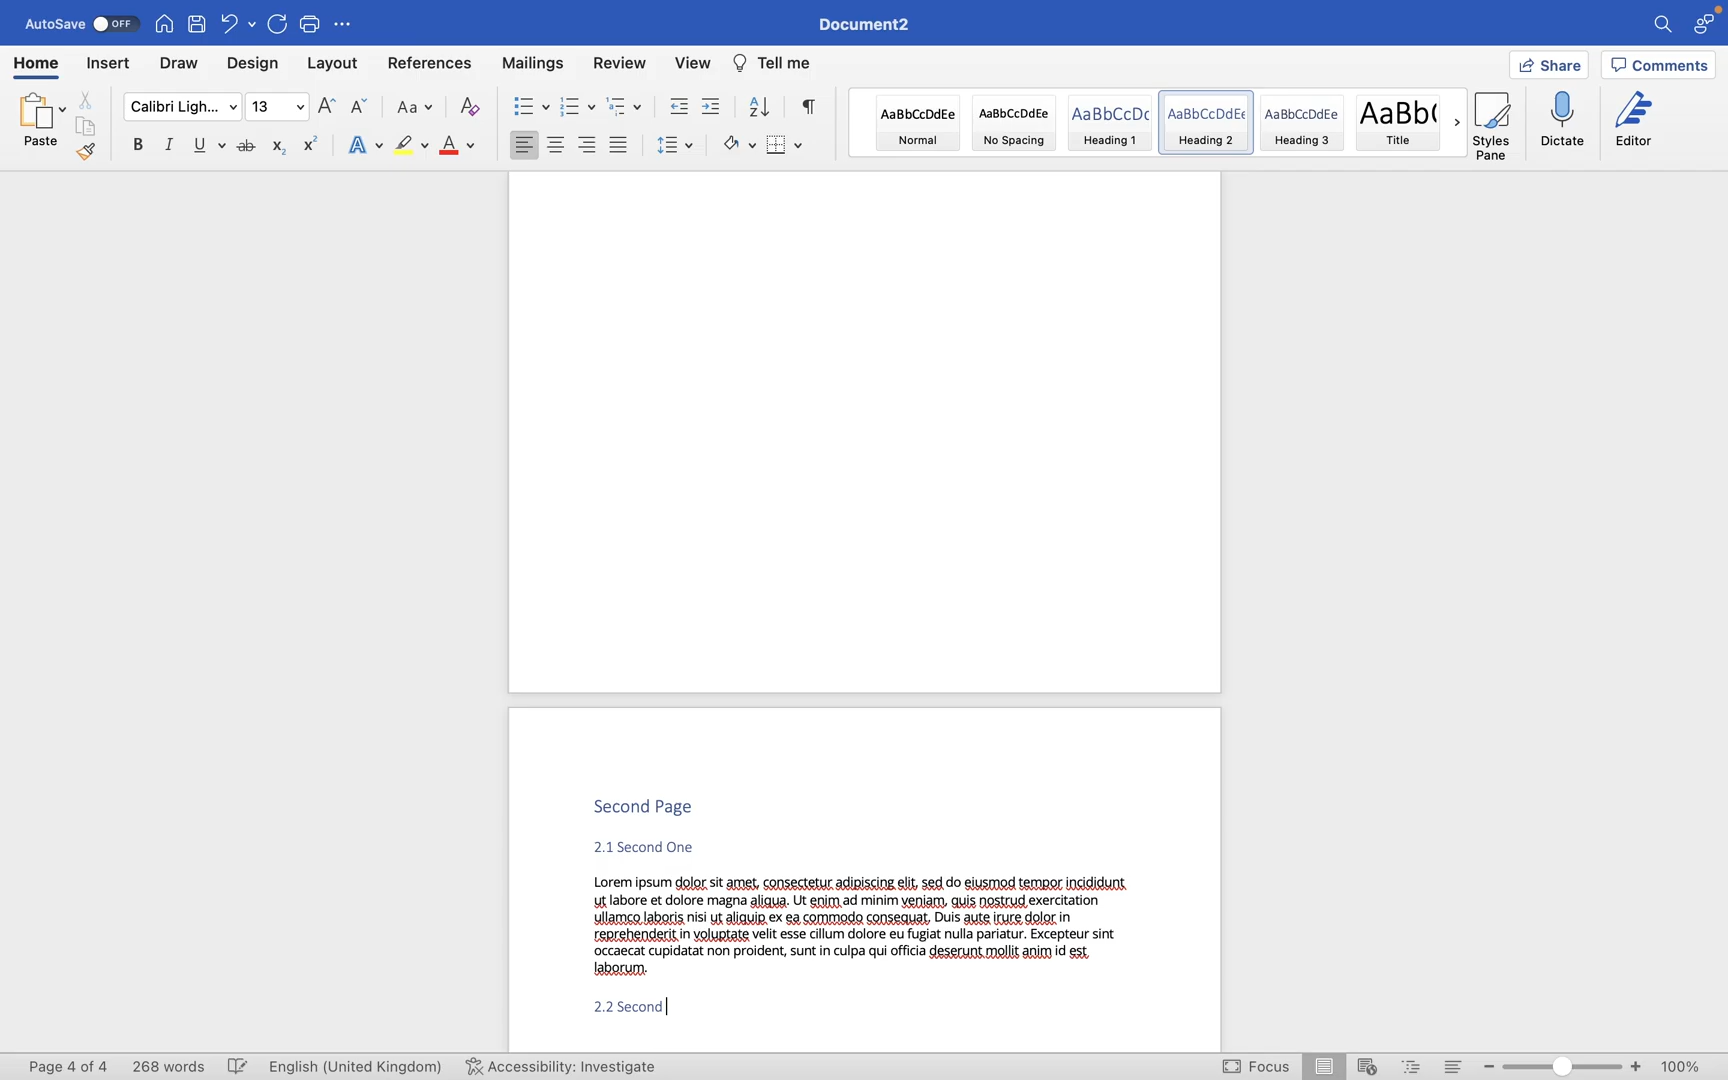 AutoSave OFF Document2
Home Insert Draw Design Layout References Mailings Review View Tell me Share Comments
Paste Calibri Ligh... 13 Aa
AaBbCcDdEe Normal AaBbCcDdEe No Spacing AaBbCcDc Heading 1 AaBbCcDdEe Heading 2 AaBbCcDdEe Heading 3 AaBb( Title
Styles Pane Dictate Editor
Second Page
2.1 Second One
Lorem ipsum dolor sit amet, consectetur adipiscing elit, sed do eiusmod tempor incididunt
ut labore et dolore magna aliqua. Ut enim ad minim veniam, quis nostrud exercitation
ullamco laboris nisi ut aliquip ex ea commodo consequat. Duis aute irure dolor in
reprehenderit in voluptate velit esse cillum dolore eu fugiat nulla pariatur. Excepteur sint
occaecat cupidatat non proident, sunt in culpa qui officia deserunt mollit anim id est
laborum.
2.2 Second
Page 4 of 4 268 words English (United Kingdom) Accessibility: Investigate Focus 100%